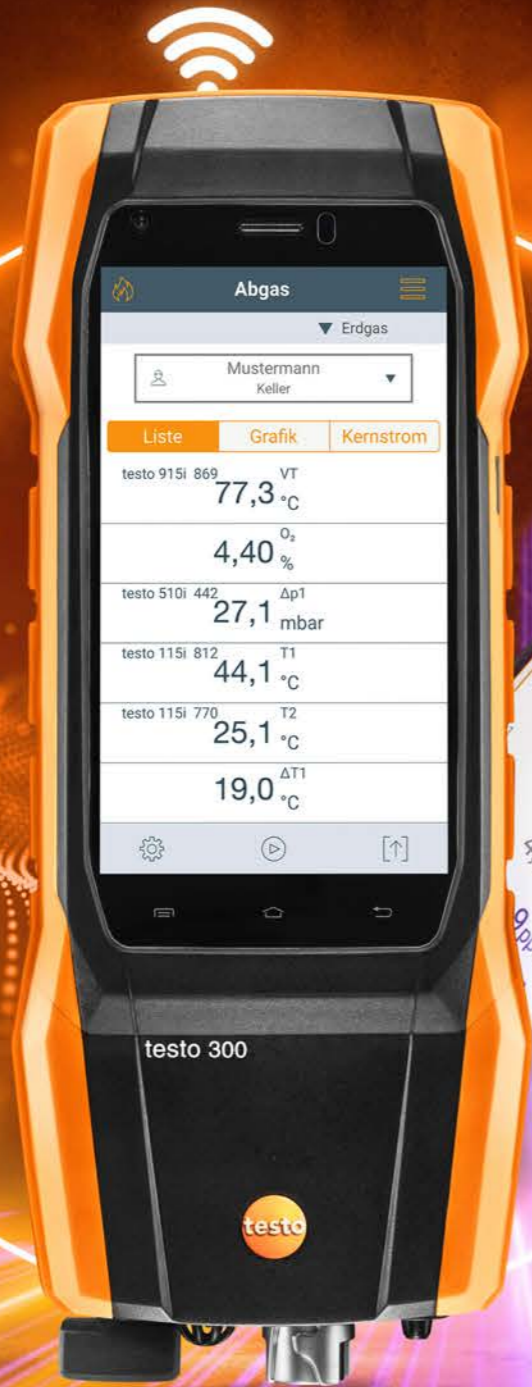 Abgas
Erdgas
Mustermann
Keller
Liste Grafik Kernstrom
testo 915i 869 77,3 VT °C
4,40 O₂ %
testo 510i 442 27,1 Δp1 mbar
testo 115i 812 44,1 T1 °C
testo 115i 770 25,1 T2 °C
19,0 ΔT1 °C
testo 300
testo